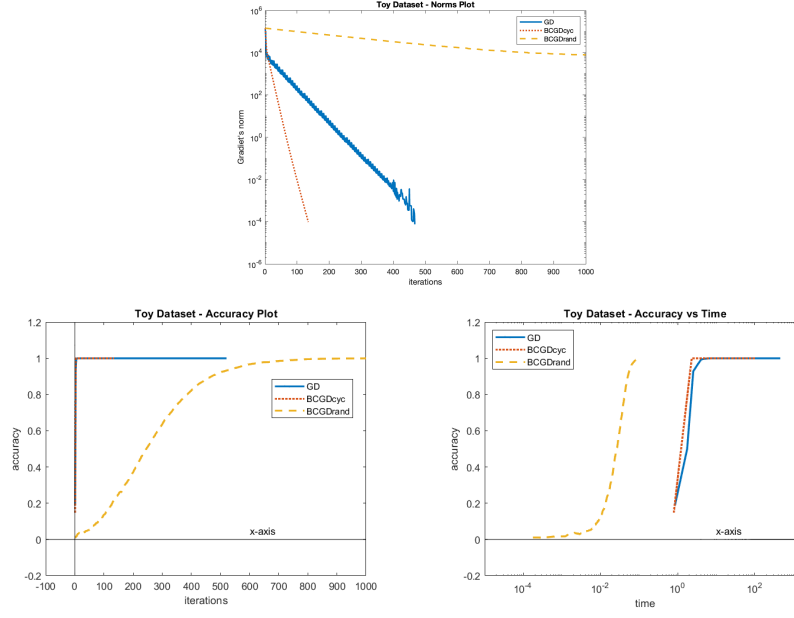 Toy Dataset - Norms Plot
10^6
10^4
10^2
10^0
10^-2
10^-4
10^-6
Gradiet's norm
0 100 200 300 400 500 600 700 800 900 1000
iterations
GD
BCGDcyc
BCGDrand
Toy Dataset - Accuracy Plot
1.2
1
0.8
0.6
0.4
0.2
0
-0.2
accuracy
GD
BCGDcyc
BCGDrand
x-axis
-100 0 100 200 300 400 500 600 700 800 900 1000
iterations
Toy Dataset - Accuracy vs Time
1.2
1
0.8
0.6
0.4
0.2
0
-0.2
accuracy
GD
BCGDcyc
BCGDrand
x-axis
10^-4 10^-2 10^0 10^2
time